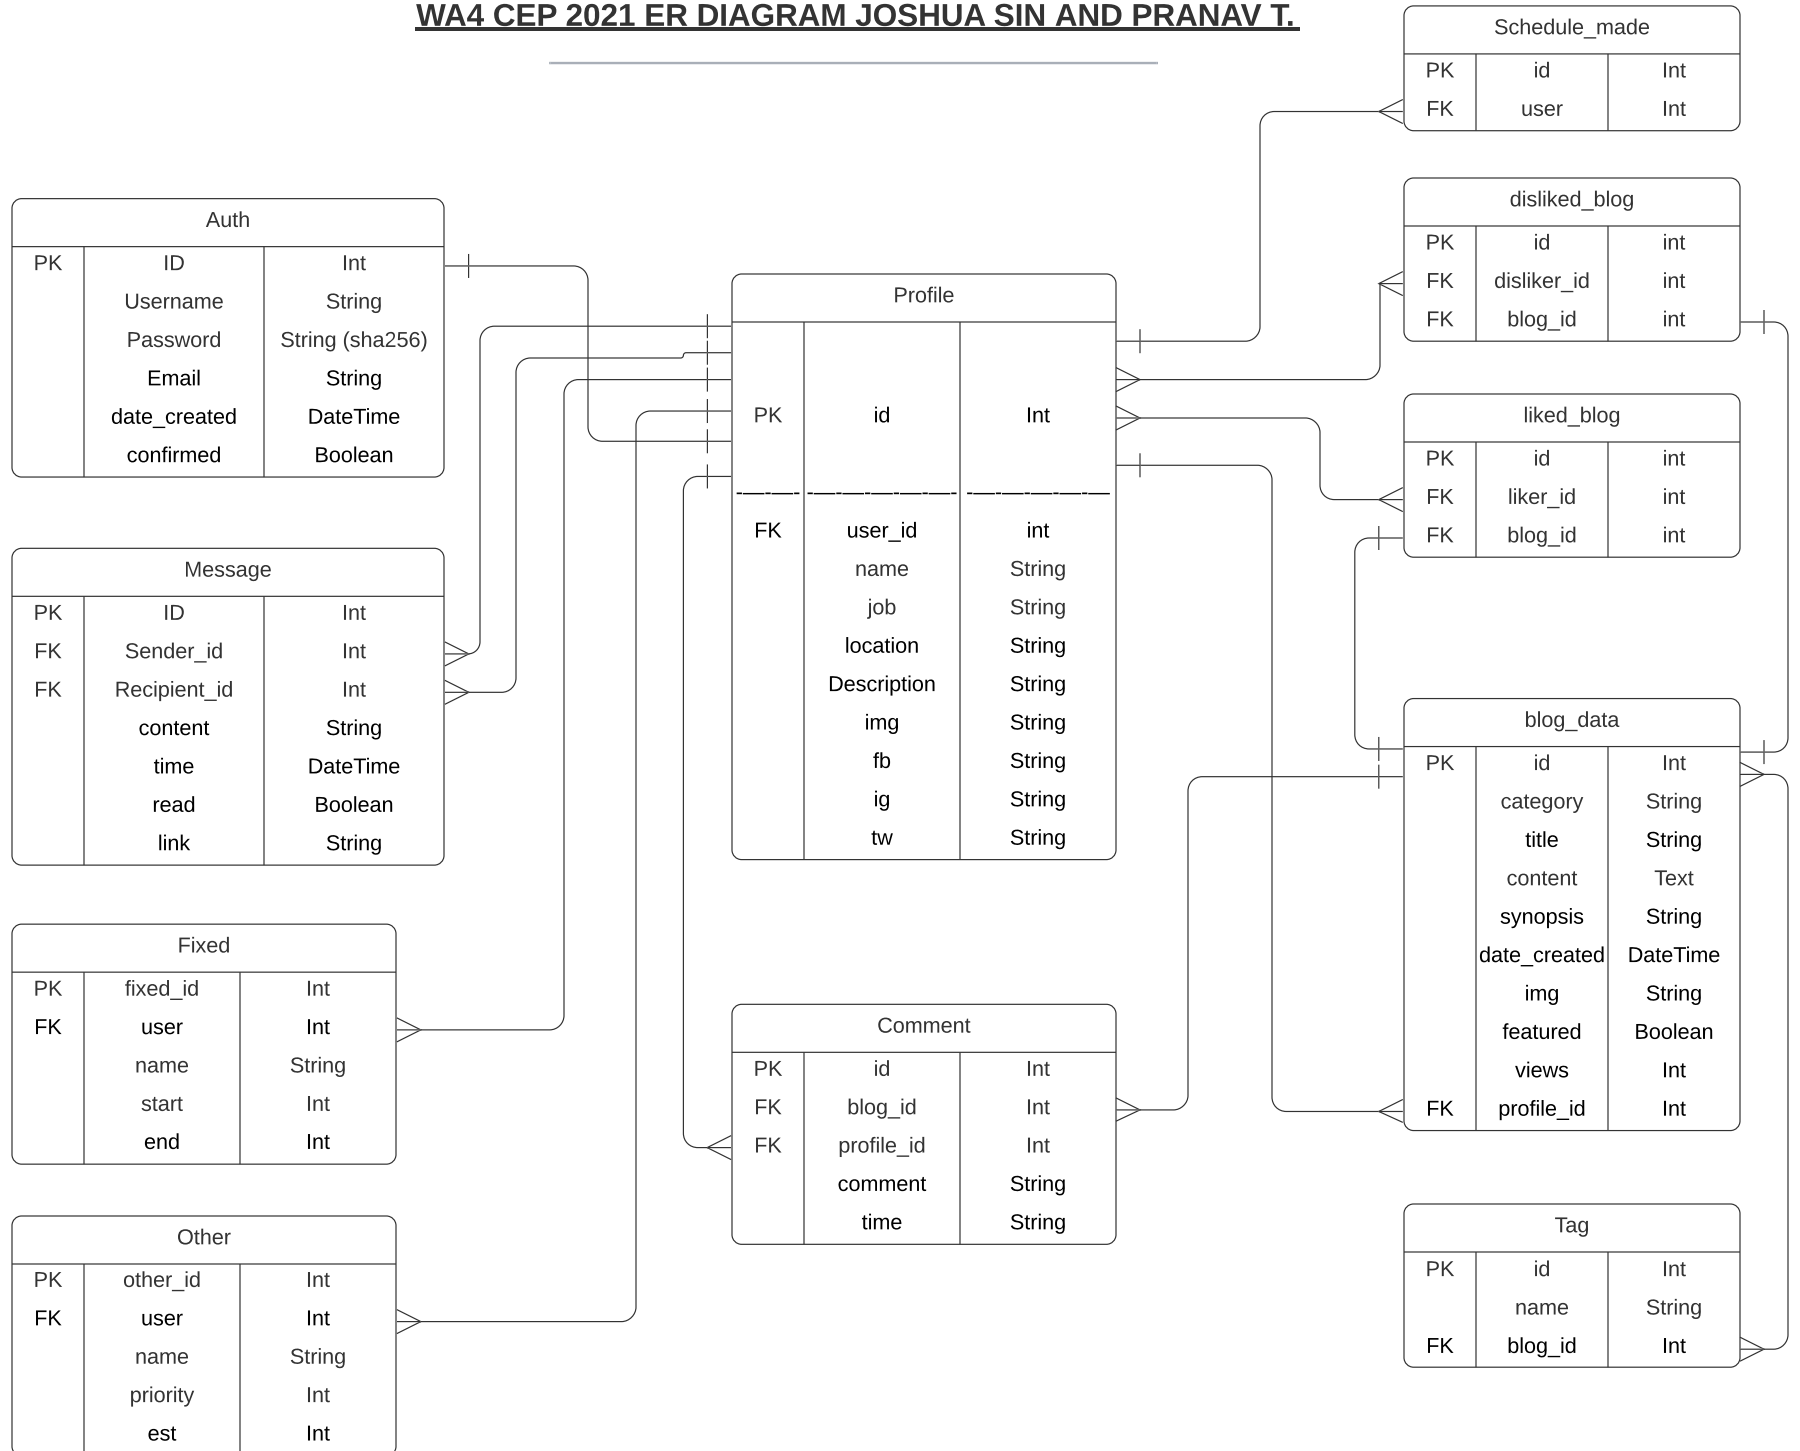 WA4 CEP 2021 ER DIAGRAM JOSHUA SIN AND PRANAV T.
Schedule_made
PK id Int
FK user Int
disliked_blog
PK id int
FK disliker_id int
FK blog_id int
liked_blog
PK id int
FK liker_id int
FK blog_id int
Auth
PK ID Int
Username String
Password String (sha256)
Email String
date_created DateTime
confirmed Boolean
Profile
PK id Int
FK user_id int
name String
job String
location String
Description String
img String
fb String
ig String
tw String
Message
PK ID Int
FK Sender_id Int
FK Recipient_id Int
content String
time DateTime
read Boolean
link String
blog_data
PK id Int
category String
title String
content Text
synopsis String
date_created DateTime
img String
featured Boolean
views Int
FK profile_id Int
Fixed
PK fixed_id Int
FK user Int
name String
start Int
end Int
Comment
PK id Int
FK blog_id Int
FK profile_id Int
comment String
time String
Other
PK other_id Int
FK user Int
name String
priority Int
est Int
Tag
PK id Int
name String
FK blog_id Int